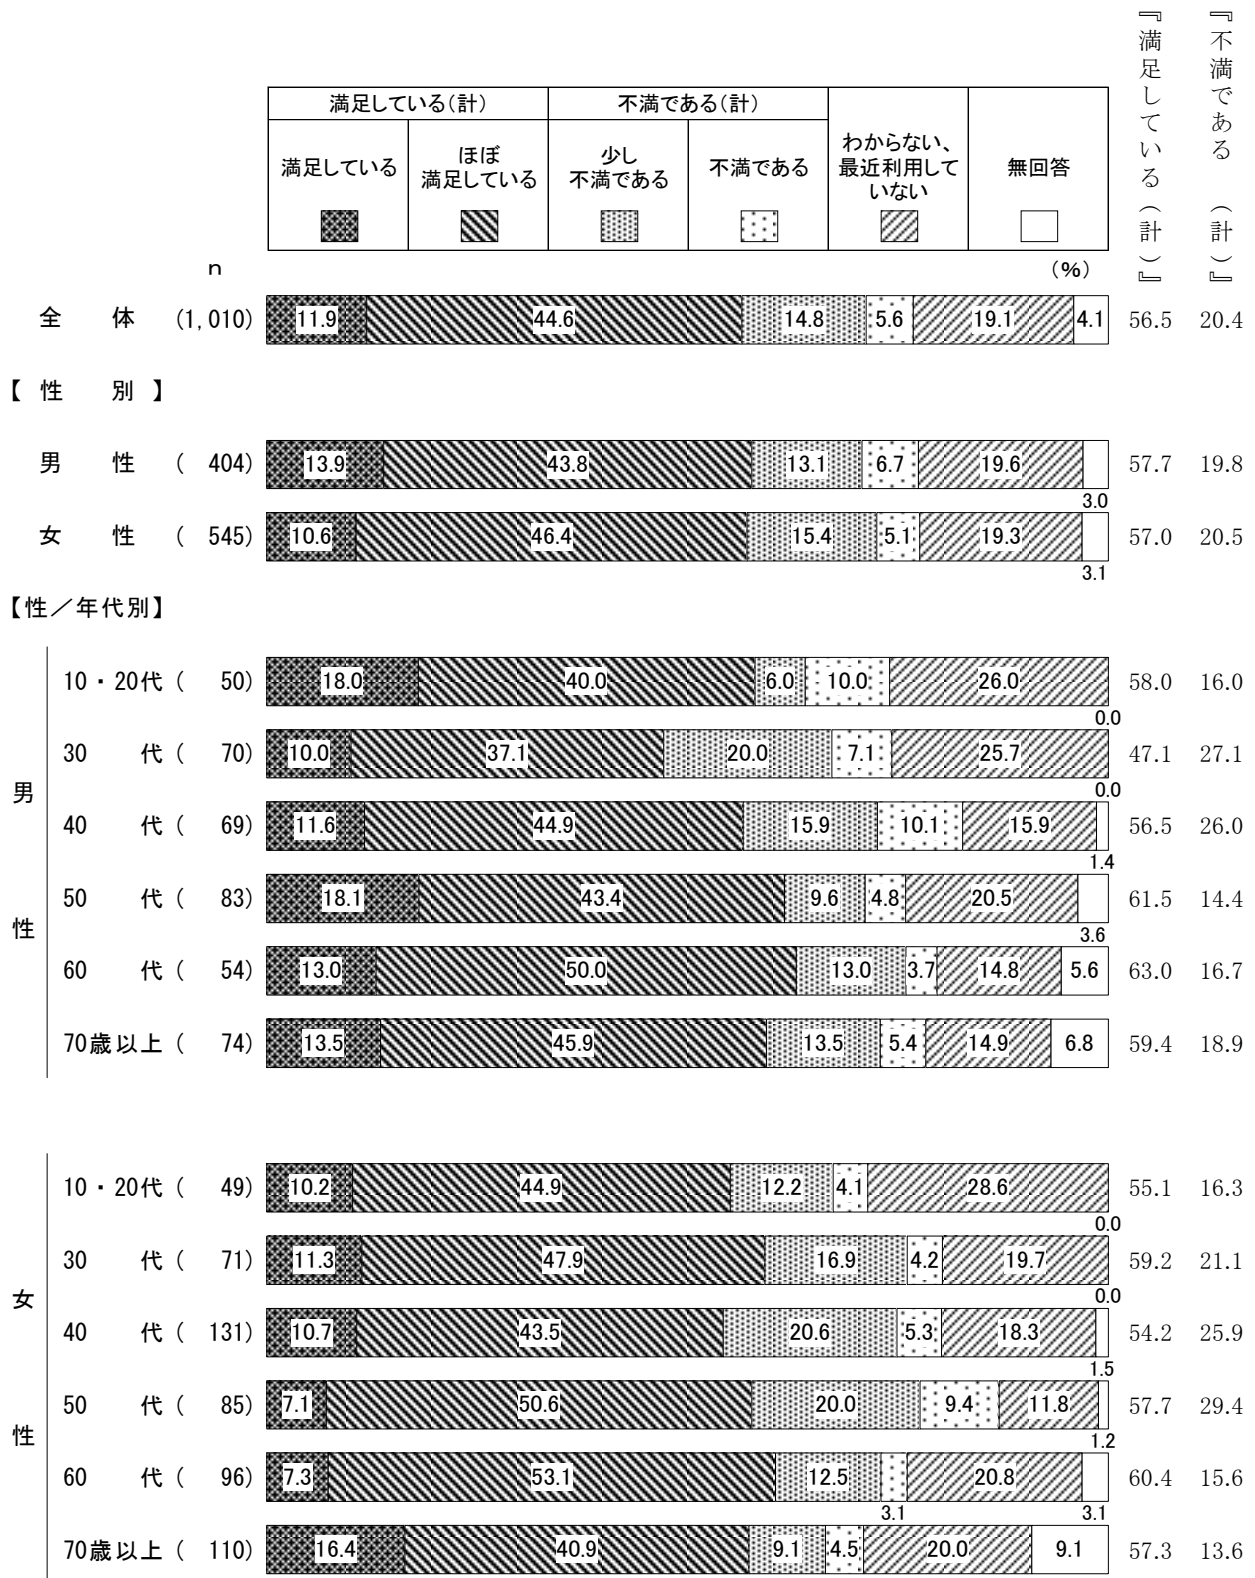 『満足している（計）』
『不満である（計）』
満足している(計) 不満である(計)
満足している
ほぼ
満足している
少し
不満である
不満である
わからない、
最近利用して
いない
無回答
n (%)
全 体 (1,010) 11.9 44.6 14.8 5.6 19.1 4.1 56.5 20.4
【 性 別 】
男 性 ( 404) 13.9 43.8 13.1 6.7 19.6 57.7 19.8
3.0
女 性 ( 545) 10.6 46.4 15.4 5.1 19.3 57.0 20.5
3.1
【性／年代別】
男性
10・20代 ( 50) 18.0 40.0 6.0 10.0 26.0 58.0 16.0
0.0
30 代 ( 70) 10.0 37.1 20.0 7.1 25.7 47.1 27.1
0.0
40 代 ( 69) 11.6 44.9 15.9 10.1 15.9 56.5 26.0
1.4
50 代 ( 83) 18.1 43.4 9.6 4.8 20.5 61.5 14.4
3.6
60 代 ( 54) 13.0 50.0 13.0 3.7 14.8 5.6 63.0 16.7
70歳以上 ( 74) 13.5 45.9 13.5 5.4 14.9 6.8 59.4 18.9
女性
10・20代 ( 49) 10.2 44.9 12.2 4.1 28.6 55.1 16.3
0.0
30 代 ( 71) 11.3 47.9 16.9 4.2 19.7 59.2 21.1
0.0
40 代 ( 131) 10.7 43.5 20.6 5.3 18.3 54.2 25.9
1.5
50 代 ( 85) 7.1 50.6 20.0 9.4 11.8 57.7 29.4
1.2
60 代 ( 96) 7.3 53.1 12.5 20.8 60.4 15.6
3.1 3.1
70歳以上 ( 110) 16.4 40.9 9.1 4.5 20.0 9.1 57.3 13.6